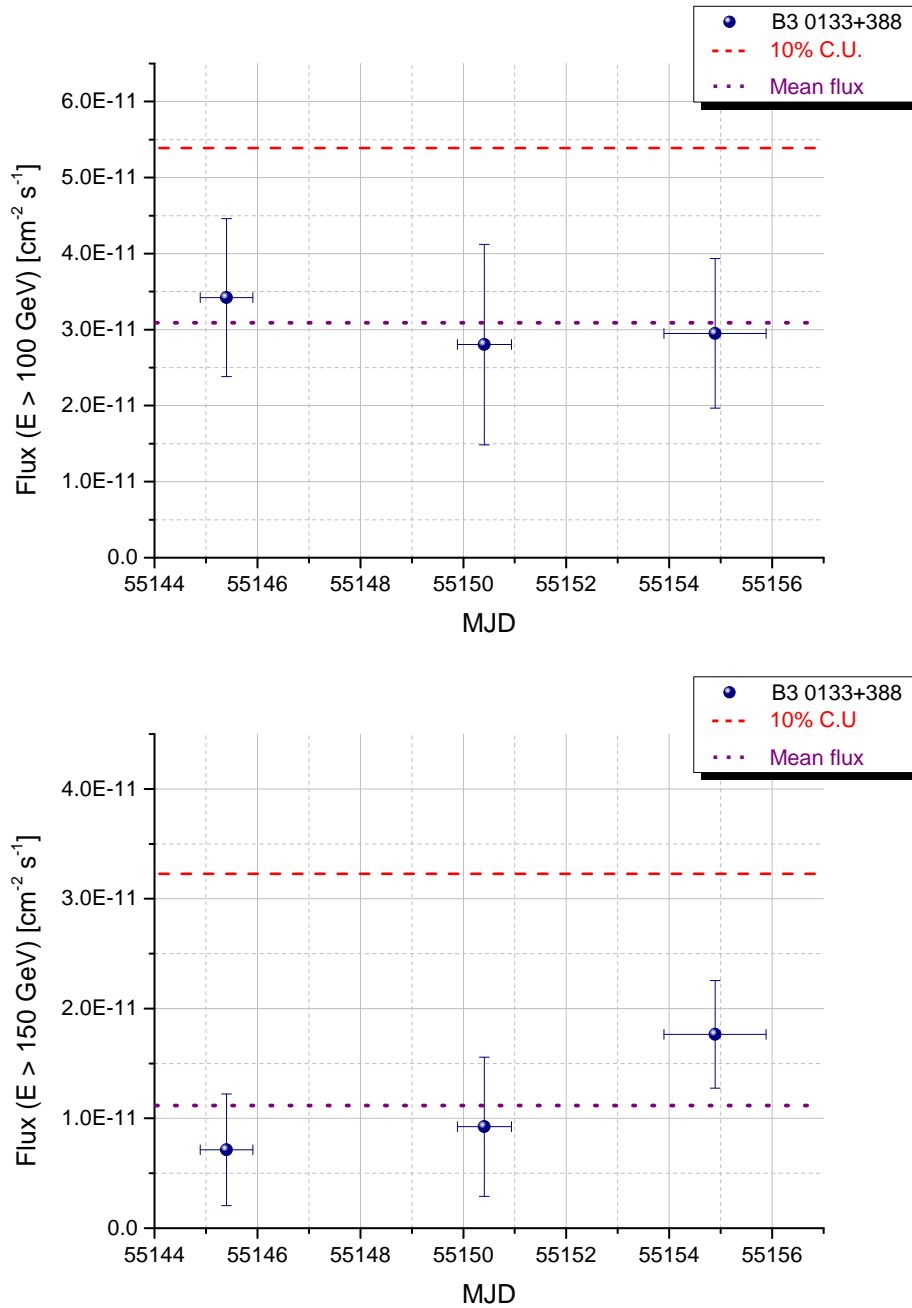 B3 0133+388
10% C.U.
Mean flux
6.0E-11
5.0E-11
4.0E-11
3.0E-11
2.0E-11
1.0E-11
0.0
Flux (E > 100 GeV) [cm⁻² s⁻¹]
55144 55146 55148 55150 55152 55154 55156
MJD
B3 0133+388
10% C.U
Mean flux
4.0E-11
3.0E-11
2.0E-11
1.0E-11
0.0
Flux (E > 150 GeV) [cm⁻² s⁻¹]
55144 55146 55148 55150 55152 55154 55156
MJD